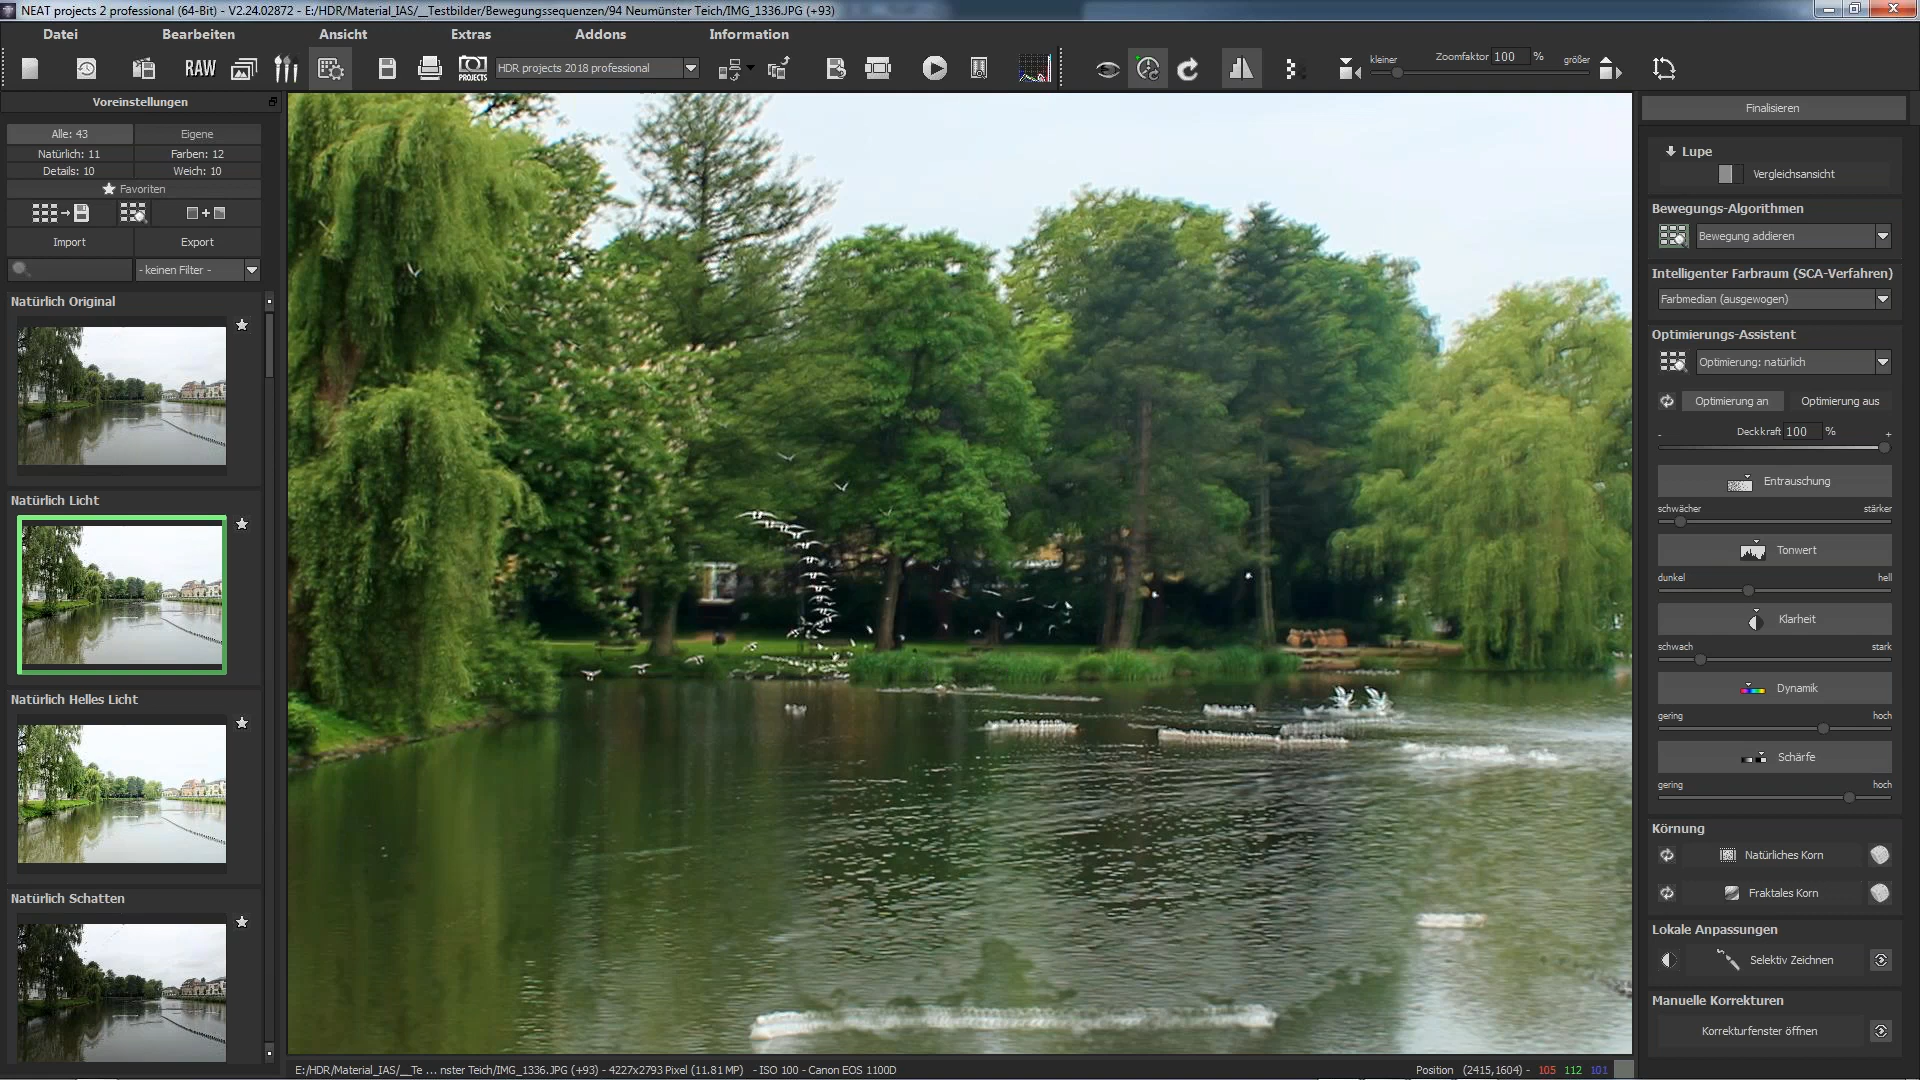 NEAT projects 2 professional (64-Bit) - V2.24.02872 - E:/HDR/Material_IAS/__Testbilder/Bewegungssequenzen/94 Neumünster Teich/IMG_1336.JPG (+93)
Datei Bearbeiten Ansicht Extras Addons Information
RAW PROJECTS HDR projects 2018 professional kleiner Zoomfaktor 100 % größer
Voreinstellungen
Alle: 43 Eigene
Natürlich: 11 Farben: 12
Details: 10 Weich: 10
Favoriten
Import Export
- keinen Filter -
Natürlich Original
Natürlich Licht
Natürlich Helles Licht
Natürlich Schatten
Finalisieren
Lupe
Vergleichsansicht
Bewegungs-Algorithmen
Bewegung addieren
Intelligenter Farbraum (SCA-Verfahren)
Farbmedian (ausgewogen)
Optimierungs-Assistent
Optimierung: natürlich
Optimierung an Optimierung aus
- Deckkraft 100 % +
Entrauschung
schwächer stärker
Tonwert
dunkel hell
Klarheit
schwach stark
Dynamik
gering hoch
Schärfe
gering hoch
Körnung
Natürliches Korn
Fraktales Korn
Lokale Anpassungen
Selektiv Zeichnen
Manuelle Korrekturen
Korrekturfenster öffnen
E:/HDR/Material_IAS/__Te ... nster Teich/IMG_1336.JPG (+93) - 4227x2793 Pixel (11.81 MP) - ISO 100 - Canon EOS 1100D Position (2415,1604) - 105 112 101